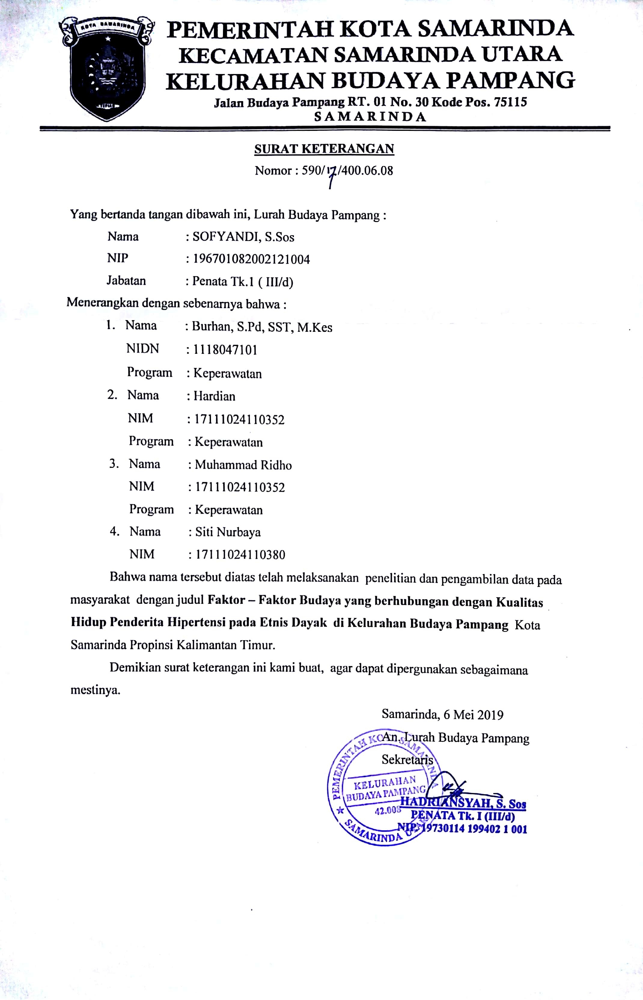 KOTA SAMARINDA
PEMERINTAH KOTA SAMARINDA
KECAMATAN SAMARINDA UTARA
KELURAHAN BUDAYA PAMPANG
Jalan Budaya Pampang RT. 01 No. 30 Kode Pos. 75115
SAMARINDA
SURAT KETERANGAN
Nomor : 590/17/400.06.08
Yang bertanda tangan dibawah ini, Lurah Budaya Pampang :
Nama : SOFYANDI, S.Sos
NIP : 196701082002121004
Jabatan : Penata Tk.1 ( III/d)
Menerangkan dengan sebenarnya bahwa :
1. Nama : Burhan, S.Pd, SST, M.Kes
NIDN : 1118047101
Program : Keperawatan
2. Nama : Hardian
NIM : 17111024110352
Program : Keperawatan
3. Nama : Muhammad Ridho
NIM : 17111024110352
Program : Keperawatan
4. Nama : Siti Nurbaya
NIM : 17111024110380
Bahwa nama tersebut diatas telah melaksanakan penelitian dan pengambilan data pada
masyarakat dengan judul Faktor – Faktor Budaya yang berhubungan dengan Kualitas
Hidup Penderita Hipertensi pada Etnis Dayak di Kelurahan Budaya Pampang Kota
Samarinda Propinsi Kalimantan Timur.
Demikian surat keterangan ini kami buat, agar dapat dipergunakan sebagaimana
mestinya.
Samarinda, 6 Mei 2019
An. Lurah Budaya Pampang
Sekretaris
PEMERINTAH KOTA SAMARINDA
KELURAHAN
BUDAYA PAMPANG
42.008
SAMARINDA UTARA
HADRIANSYAH, S. Sos
PENATA Tk. I (III/d)
NIP. 19730114 199402 1 001